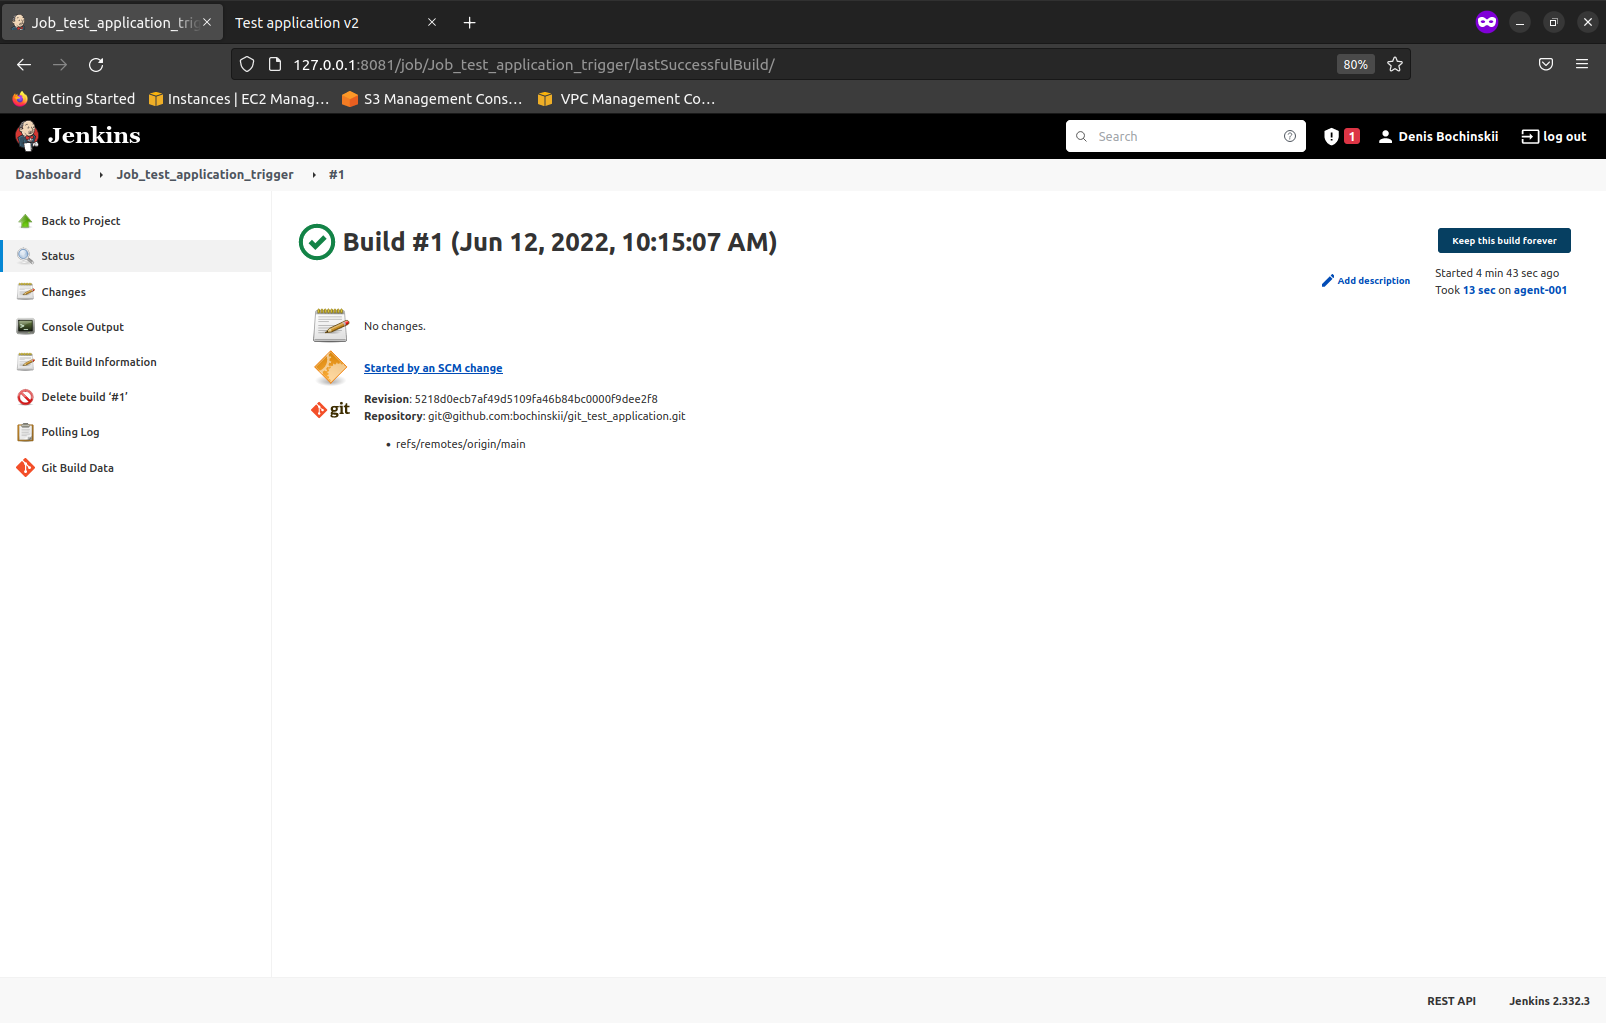 Job_test_application_trig
Test application v2
127.0.0.1:8081/job/Job_test_application_trigger/lastSuccessfulBuild/
80%
Getting Started
Instances | EC2 Manag…
S3 Management Cons…
VPC Management Co…
Jenkins
Search
1
Denis Bochinskii
log out
Dashboard
Job_test_application_trigger
#1
Back to Project
Status
Changes
Console Output
Edit Build Information
Delete build ‘#1’
Polling Log
Git Build Data
Build #1 (Jun 12, 2022, 10:15:07 AM)
Keep this build forever
Add description
Started 4 min 43 sec ago
Took 13 sec on agent-001
No changes.
Started by an SCM change
git
Revision: 5218d0ecb7af49d5109fa46b84bc0000f9dee2f8
Repository: git@github.com:bochinskii/git_test_application.git
• refs/remotes/origin/main
REST API
Jenkins 2.332.3